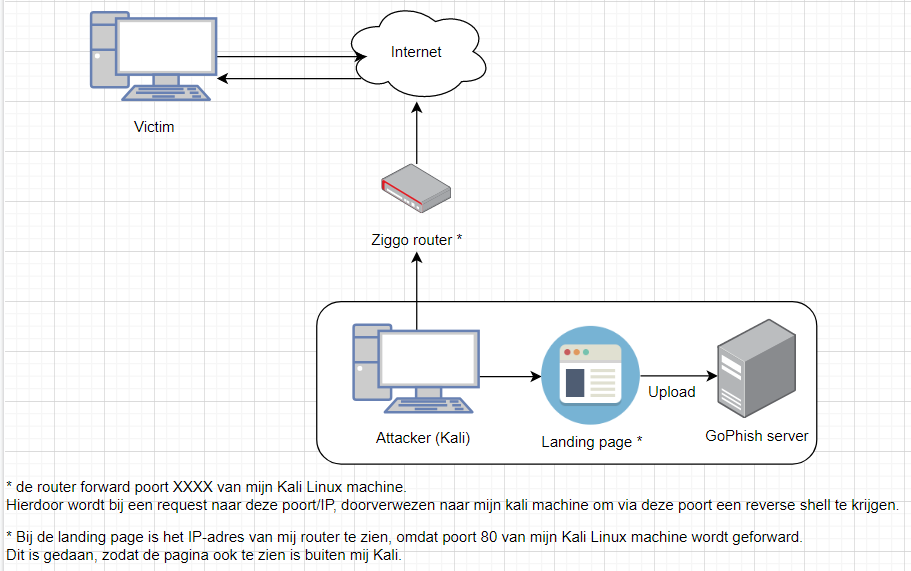 Internet
Victim
Ziggo router *
Attacker (Kali)
Landing page *
Upload
GoPhish server
* de router forward poort XXXX van mijn Kali Linux machine.
Hierdoor wordt bij een request naar deze poort/IP, doorverwezen naar mijn kali machine om via deze poort een reverse shell te krijgen.
* Bij de landing page is het IP-adres van mij router te zien, omdat poort 80 van mijn Kali Linux machine wordt geforward.
Dit is gedaan, zodat de pagina ook te zien is buiten mij Kali.